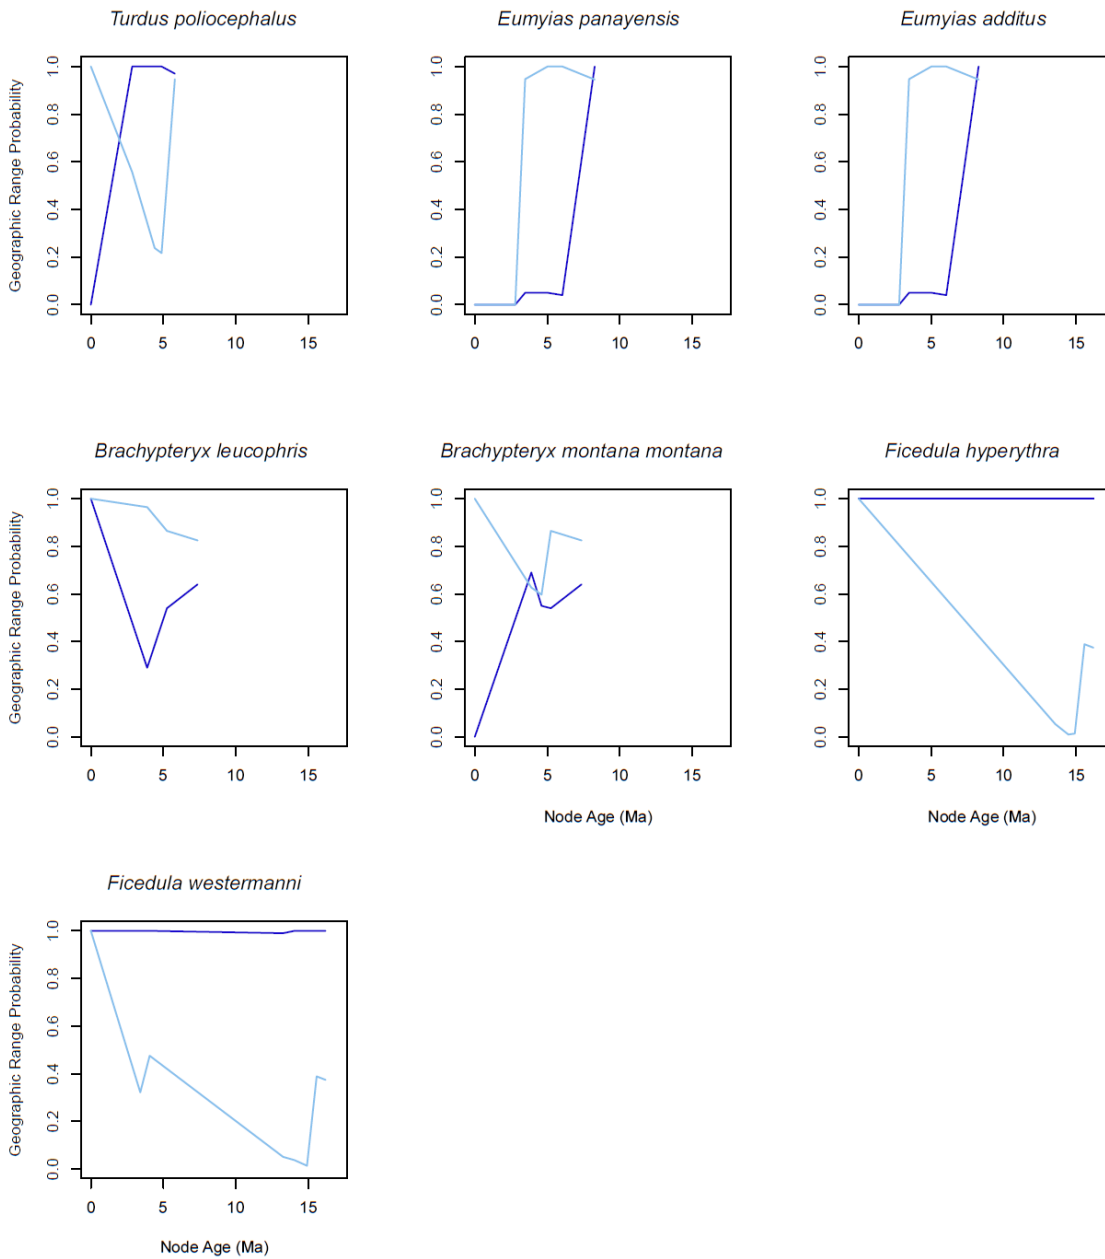 Turdus poliocephalus
Eumyias panayensis
Eumyias additus
Geographic Range Probability
0.0 0.2 0.4 0.6 0.8 1.0
0.0 0.2 0.4 0.6 0.8 1.0
0.0 0.2 0.4 0.6 0.8 1.0
0 5 10 15
0 5 10 15
0 5 10 15
Brachypteryx leucophris
Brachypteryx montana montana
Ficedula hyperythra
Geographic Range Probability
0.0 0.2 0.4 0.6 0.8 1.0
0.0 0.2 0.4 0.6 0.8 1.0
0.0 0.2 0.4 0.6 0.8 1.0
0 5 10 15
0 5 10 15
0 5 10 15
Node Age (Ma)
Node Age (Ma)
Ficedula westermanni
Geographic Range Probability
0.0 0.2 0.4 0.6 0.8 1.0
0 5 10 15
Node Age (Ma)